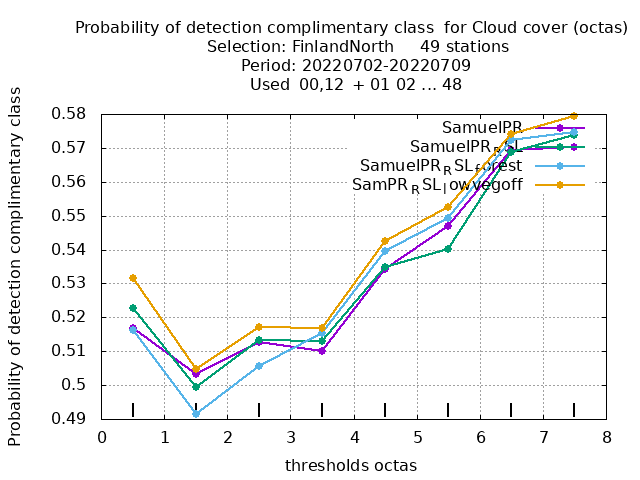 Probability of detection complimentary class for Cloud cover (octas)
Selection: FinlandNorth 49 stations
Period: 20220702-20220709
Used 00,12 + 01 02 ... 48
Probability of detection complimentary class
0.58
0.57
0.56
0.55
0.54
0.53
0.52
0.51
0.5
0.49
SamuelPR
SamuelPR_RSL
SamuelPR_RSL_forest
SamPR_RSL_lowvegoff
0 1 2 3 4 5 6 7 8
thresholds octas